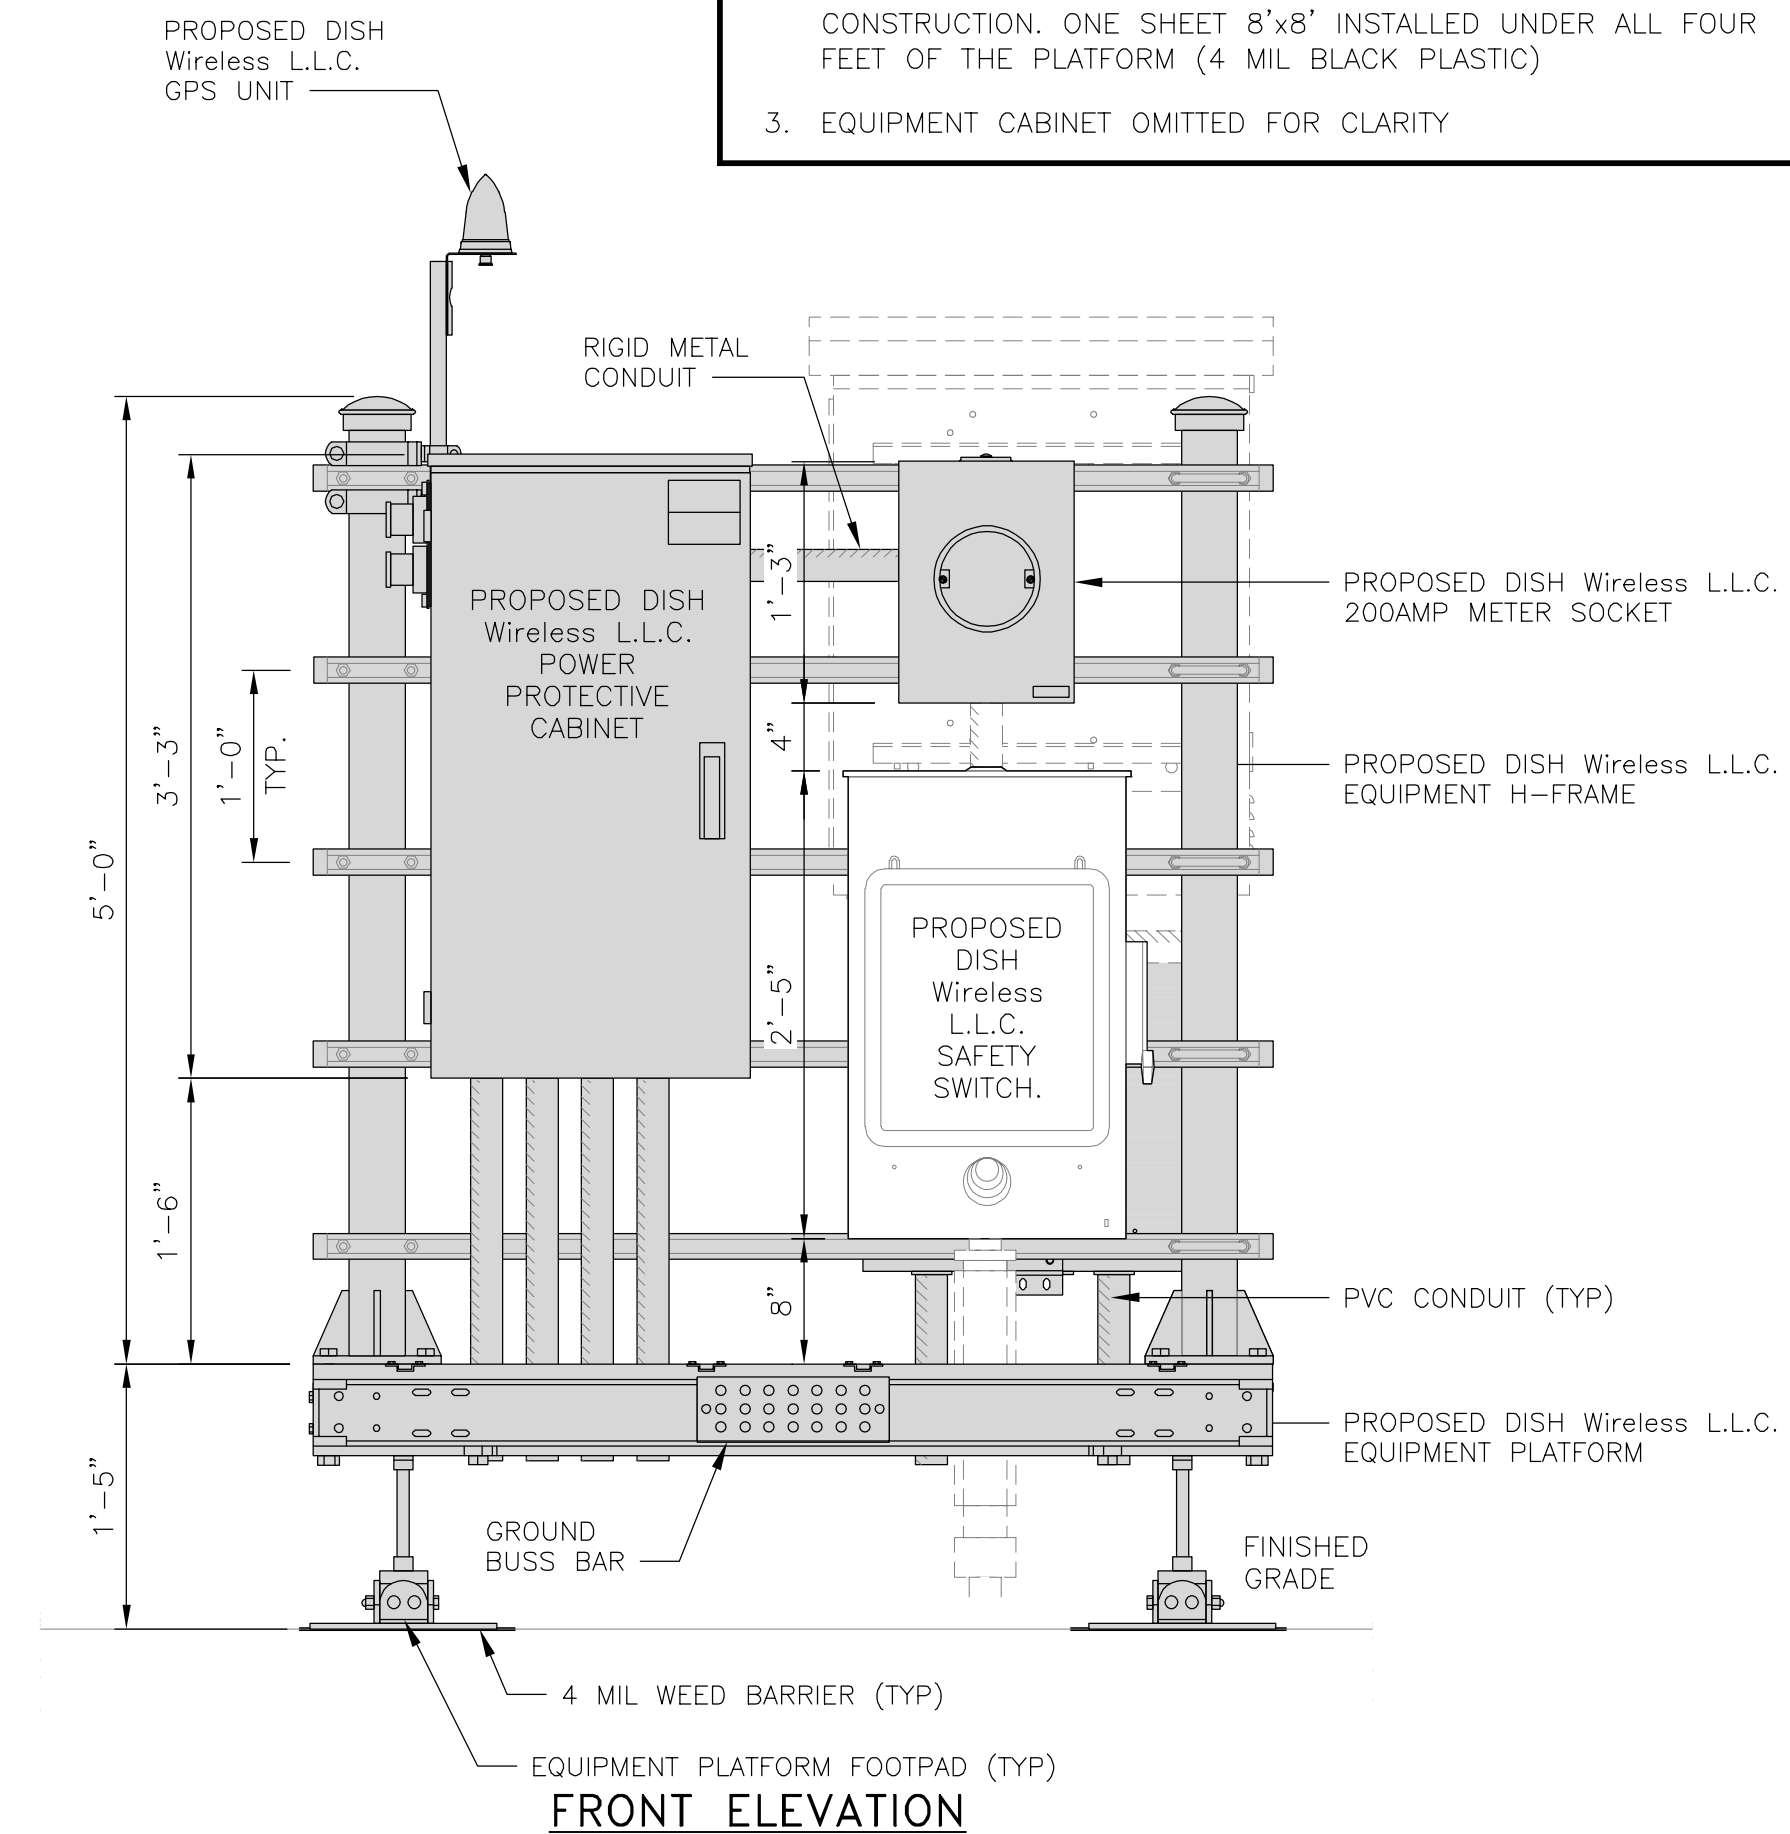 CONSTRUCTION. ONE SHEET 8'x8' INSTALLED UNDER ALL FOUR
FEET OF THE PLATFORM (4 MIL BLACK PLASTIC)
3. EQUIPMENT CABINET OMITTED FOR CLARITY
PROPOSED DISH
Wireless L.L.C.
GPS UNIT
RIGID METAL
CONDUIT
PROPOSED DISH
Wireless L.L.C.
POWER
PROTECTIVE
CABINET
PROPOSED DISH Wireless L.L.C.
200AMP METER SOCKET
PROPOSED DISH Wireless L.L.C.
EQUIPMENT H-FRAME
5'-0"
3'-3"
1'-0"
TYP.
1'-3"
4"
2'-5"
PROPOSED
DISH
Wireless
L.L.C.
SAFETY
SWITCH.
1'-6"
8"
PVC CONDUIT (TYP)
PROPOSED DISH Wireless L.L.C.
EQUIPMENT PLATFORM
1'-5"
GROUND
BUSS BAR
FINISHED
GRADE
4 MIL WEED BARRIER (TYP)
EQUIPMENT PLATFORM FOOTPAD (TYP)
FRONT ELEVATION